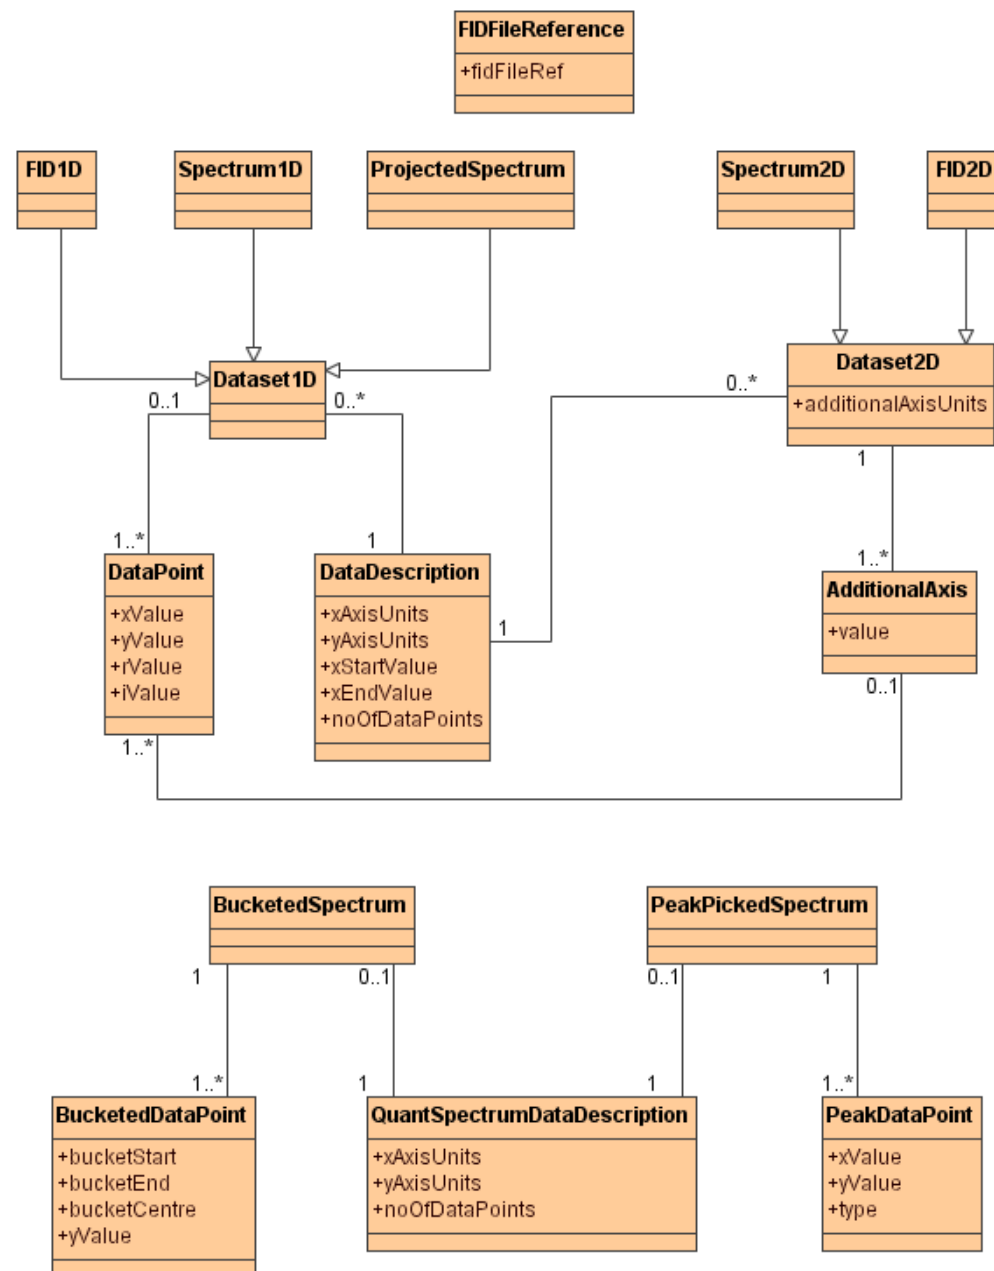 FIDFileReference
+fidFileRef
FID1D
Spectrum1D
ProjectedSpectrum
Spectrum2D
FID2D
Dataset1D
0..1
0..*
Dataset2D
+additionalAxisUnits
0..*
1
1..*
DataPoint
+xValue
+yValue
+rValue
+iValue
1..*
1
DataDescription
+xAxisUnits
+yAxisUnits
+xStartValue
+xEndValue
+noOfDataPoints
1
1..*
AdditionalAxis
+value
0..1
BucketedSpectrum
1
0..1
PeakPickedSpectrum
0..1
1
1..*
BucketedDataPoint
+bucketStart
+bucketEnd
+bucketCentre
+yValue
1
1
QuantSpectrumDataDescription
+xAxisUnits
+yAxisUnits
+noOfDataPoints
1..*
PeakDataPoint
+xValue
+yValue
+type